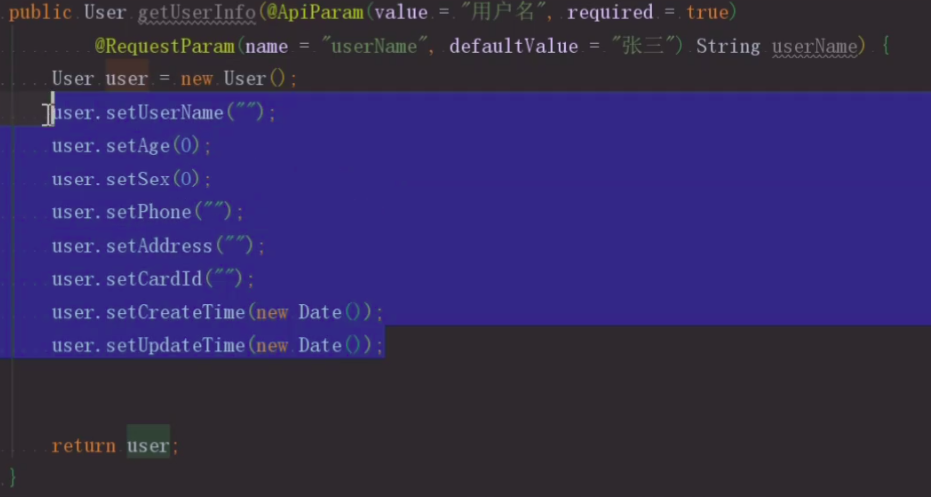 public User getUserInfo(@ApiParam(value = "用户名", required = true)
@RequestParam(name = "userName", defaultValue = "张三") String userName) {
User user = new User();
user.setUserName("");
user.setAge(0);
user.setSex(0);
user.setPhone("");
user.setAddress("");
user.setCardId("");
user.setCreateTime(new Date());
user.setUpdateTime(new Date());
return user;
}